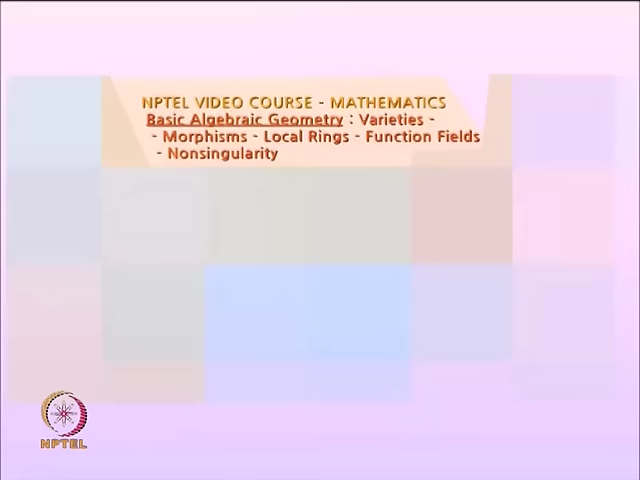 NPTEL VIDEO COURSE - MATHEMATICS
Basic Algebraic Geometry : Varieties -
- Morphisms - Local Rings - Function Fields
- Nonsingularity
NPTEL